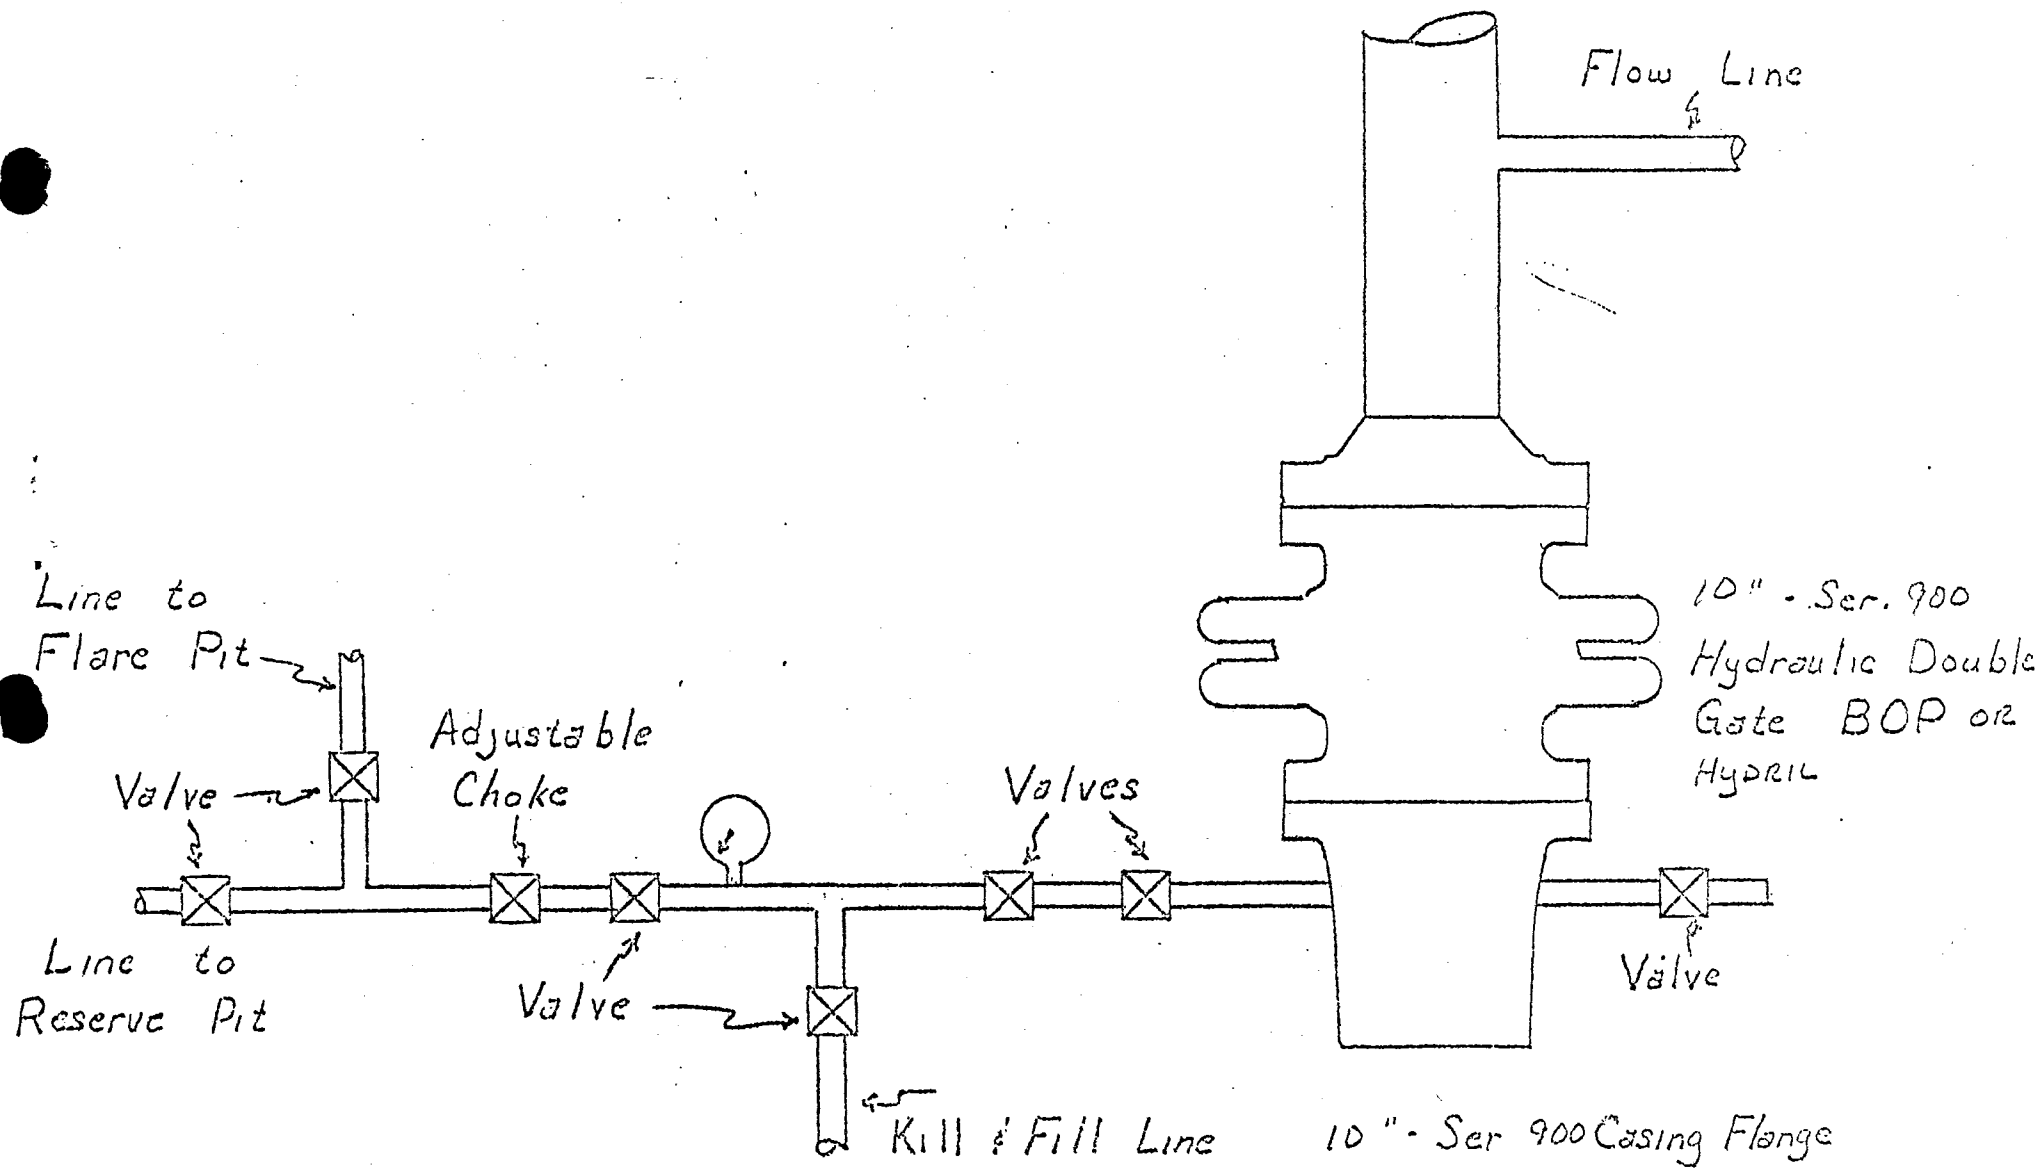 Flow Line
10" - Ser. 900
Hydraulic Double
Gate BOP OR
HYDRIL
Line to
Flare Pit
Adjustable
Choke
Valve
Valves
Line to
Reserve Pit
Valve
Valve
Kill & Fill Line
10" - Ser 900 Casing Flange